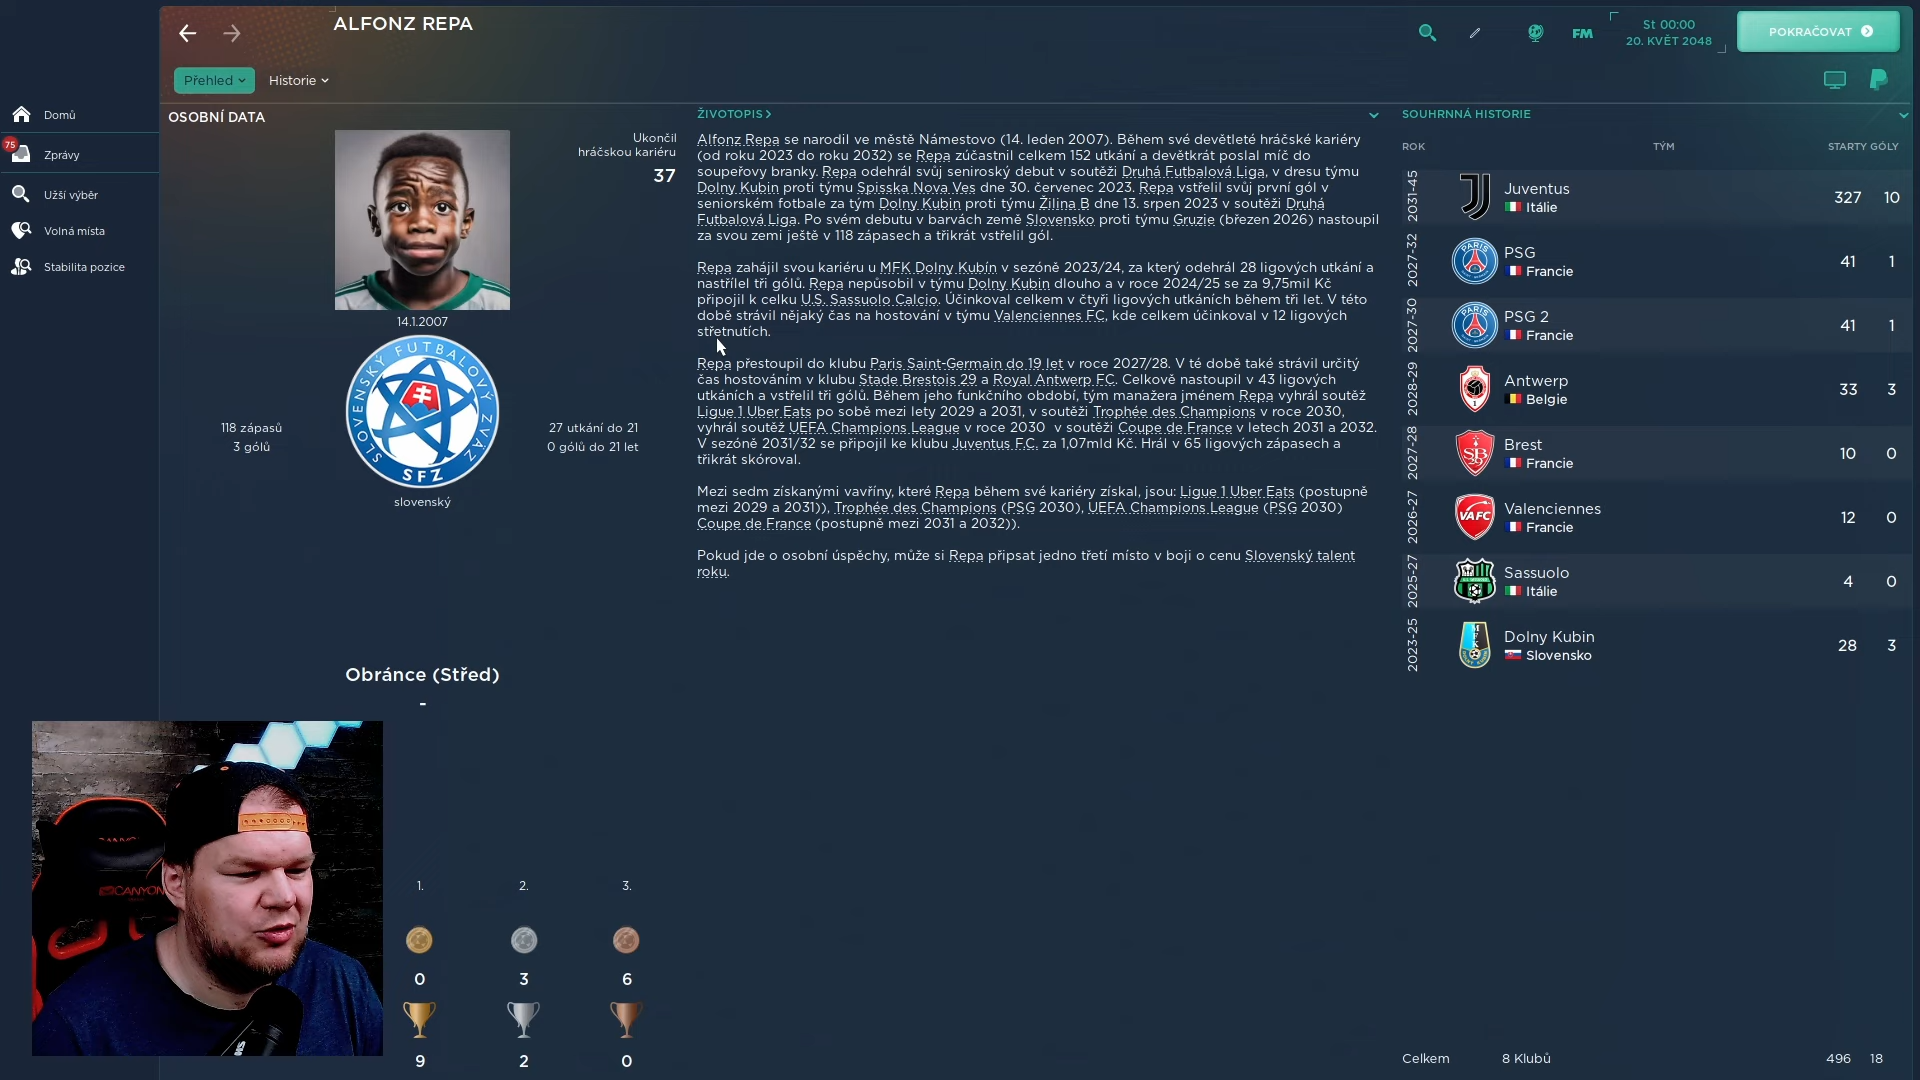 ALFONZ REPA
St 00:00
20. KVĚT 2048
POKRAČOVAT
FM
Přehled
Historie
Domů
75
Zprávy
Užší výběr
Volná místa
Stabilita pozice
OSOBNÍ DATA
Ukončil
hráčskou kariéru
37
14.1.2007
SLOVENSKÝ FUTBALOVÝ ZVÄZ
SFZ
118 zápasů
3 gólů
27 utkání do 21
0 gólů do 21 let
slovenský
Obránce (Střed)
-
1. 2. 3.
0 3 6
9 2 0
CANYON
ŽIVOTOPIS
Alfonz Repa se narodil ve městě Námestovo (14. leden 2007). Během své devětleté hráčské kariéry
(od roku 2023 do roku 2032) se Repa zúčastnil celkem 152 utkání a devětkrát poslal míč do
soupeřovy branky. Repa odehrál svůj seniroský debut v soutěži Druhá Futbalová Liga, v dresu týmu
Dolny Kubin proti týmu Spisska Nova Ves dne 30. červenec 2023. Repa vstřelil svůj první gól v
seniorském fotbale za tým Dolny Kubin proti týmu Žilina B dne 13. srpen 2023 v soutěži Druhá
Futbalová Liga. Po svém debutu v barvách země Slovensko proti týmu Gruzie (březen 2026) nastoupil
za svou zemi ještě v 118 zápasech a třikrát vstřelil gól.
Repa zahájil svou kariéru u MFK Dolny Kubín v sezóně 2023/24, za který odehrál 28 ligových utkání a
nastřílel tři gólů. Repa nepůsobil v týmu Dolny Kubin dlouho a v roce 2024/25 se za 9,75mil Kč
připojil k celku U.S. Sassuolo Calcio. Účinkoval celkem v čtyři ligových utkáních během tří let. V této
době strávil nějaký čas na hostování v týmu Valenciennes FC, kde celkem účinkoval v 12 ligových
střetnutích.
Repa přestoupil do klubu Paris Saint-Germain do 19 let v roce 2027/28. V té době také strávil určitý
čas hostováním v klubu Stade Brestois 29 a Royal Antwerp FC. Celkově nastoupil v 43 ligových
utkáních a vstřelil tři gólů. Během jeho funkčního období, tým manažera jménem Repa vyhrál soutěž
Ligue 1 Uber Eats po sobě mezi lety 2029 a 2031, v soutěži Trophée des Champions v roce 2030,
vyhrál soutěž UEFA Champions League v roce 2030 v soutěži Coupe de France v letech 2031 a 2032.
V sezóně 2031/32 se připojil ke klubu Juventus F.C. za 1,07mld Kč. Hrál v 65 ligových zápasech a
třikrát skóroval.
Mezi sedm získanými vavříny, které Repa během své kariéry získal, jsou: Ligue 1 Uber Eats (postupně
mezi 2029 a 2031)), Trophée des Champions (PSG 2030), UEFA Champions League (PSG 2030)
Coupe de France (postupně mezi 2031 a 2032)).
Pokud jde o osobní úspěchy, může si Repa připsat jedno třetí místo v boji o cenu Slovenský talent
roku.
SOUHRNNÁ HISTORIE
ROK TÝM STARTY GÓLY
2031-45 Juventus 327 10
Itálie
2027-32 PSG 41 1
Francie
2027-30 PSG 2 41 1
Francie
2028-29 Antwerp 33 3
Belgie
2027-28 Brest 10 0
Francie
2026-27 Valenciennes 12 0
Francie
2025-27 Sassuolo 4 0
Itálie
2023-25 Dolny Kubin 28 3
Slovensko
Celkem 8 Klubů 496 18